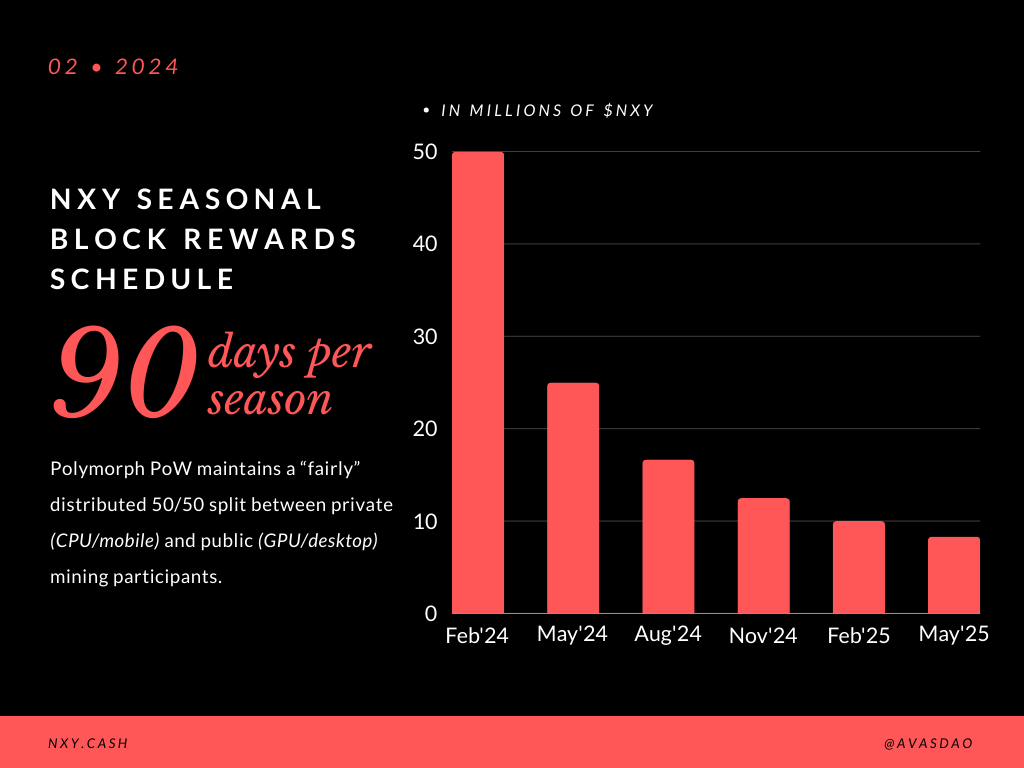 02 • 2024
• IN MILLIONS OF $NXY
NXY SEASONAL
BLOCK REWARDS
SCHEDULE
90 days per
season
Polymorph PoW maintains a “fairly”
distributed 50/50 split between private
(CPU/mobile) and public (GPU/desktop)
mining participants.
50
40
30
20
10
0
Feb'24 May'24 Aug'24 Nov'24 Feb'25 May'25
NXY.CASH
@AVASDAO